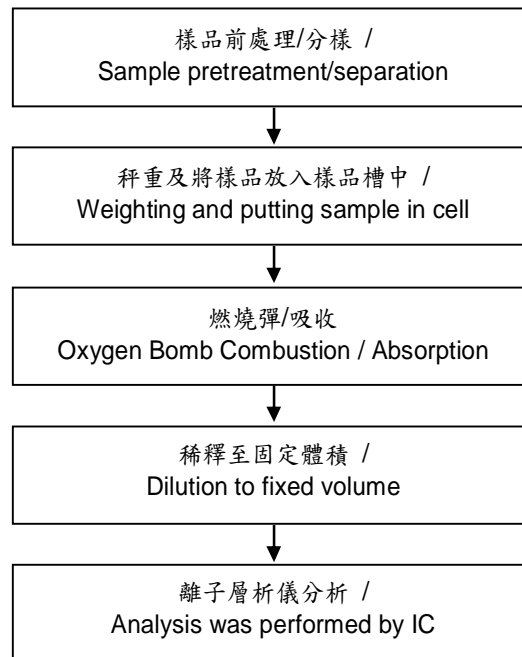 樣品前處理/分樣 /
Sample pretreatment/separation
秤重及將樣品放入樣品槽中 /
Weighting and putting sample in cell
燃燒彈/吸收
Oxygen Bomb Combustion / Absorption
稀釋至固定體積 /
Dilution to fixed volume
離子層析儀分析 /
Analysis was performed by IC